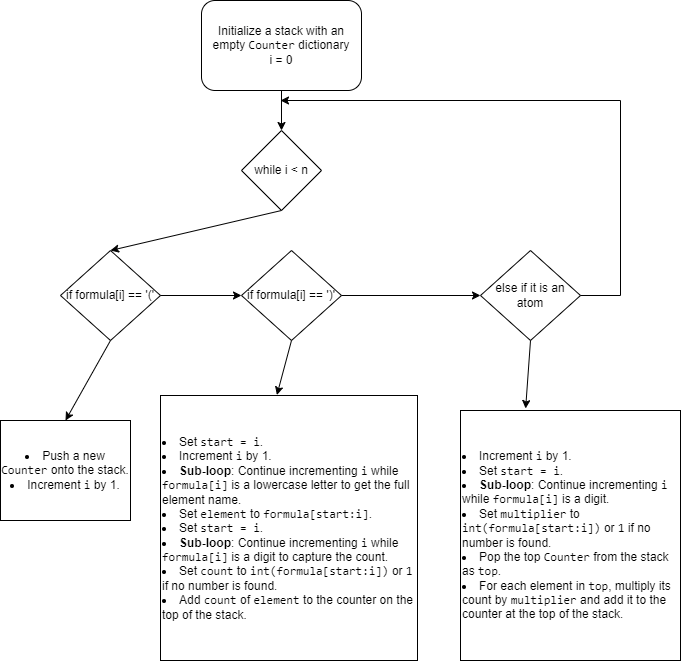 Initialize a stack with an
empty Counter dictionary
i = 0
while i < n
if formula[i] == '('
if formula[i] == ')'
else if it is an
atom
• Push a new
Counter onto the stack.
• Increment i by 1.
• Set start = i.
• Increment i by 1.
• Sub-loop: Continue incrementing i while
formula[i] is a lowercase letter to get the full
element name.
• Set element to formula[start:i].
• Set start = i.
• Sub-loop: Continue incrementing i while
formula[i] is a digit to capture the count.
• Set count to int(formula[start:i]) or 1
if no number is found.
• Add count of element to the counter on the
top of the stack.
• Increment i by 1.
• Set start = i.
• Sub-loop: Continue incrementing i
while formula[i] is a digit.
• Set multiplier to
int(formula[start:i]) or 1 if no
number is found.
• Pop the top Counter from the stack
as top.
• For each element in top, multiply its
count by multiplier and add it to the
counter at the top of the stack.